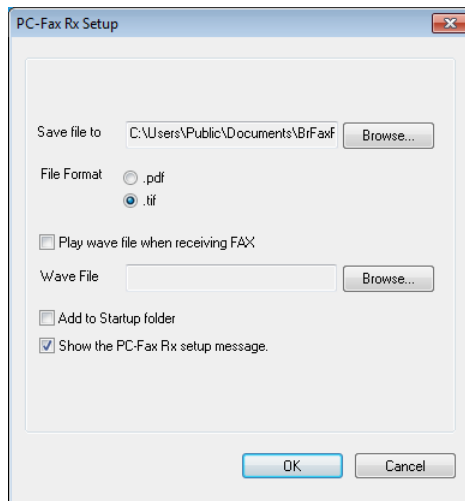 PC-Fax Rx Setup
Save file to C:\Users\Public\Documents\BrFaxF Browse...
File Format .pdf
.tif
Play wave file when receiving FAX
Wave File Browse...
Add to Startup folder
Show the PC-Fax Rx setup message.
OK Cancel